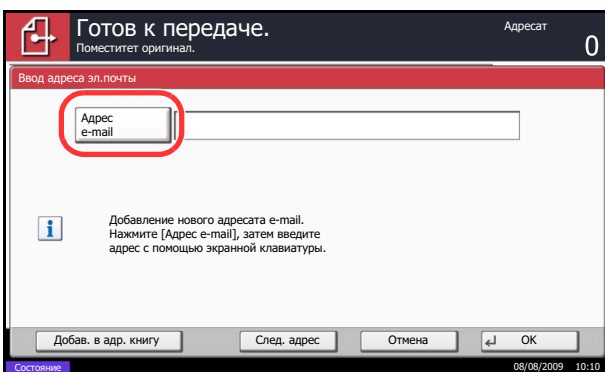 Готов к передаче.
Поместитет оригинал.
Адресат
0
Ввод адреса эл.почты
Адрес
e-mail
Добавление нового адресата e-mail.
Нажмите [Адрес e-mail], затем введите
адрес с помощью экранной клавиатуры.
Добав. в адр. книгу
След. адрес
Отмена
OK
Состояние
08/08/2009 10:10